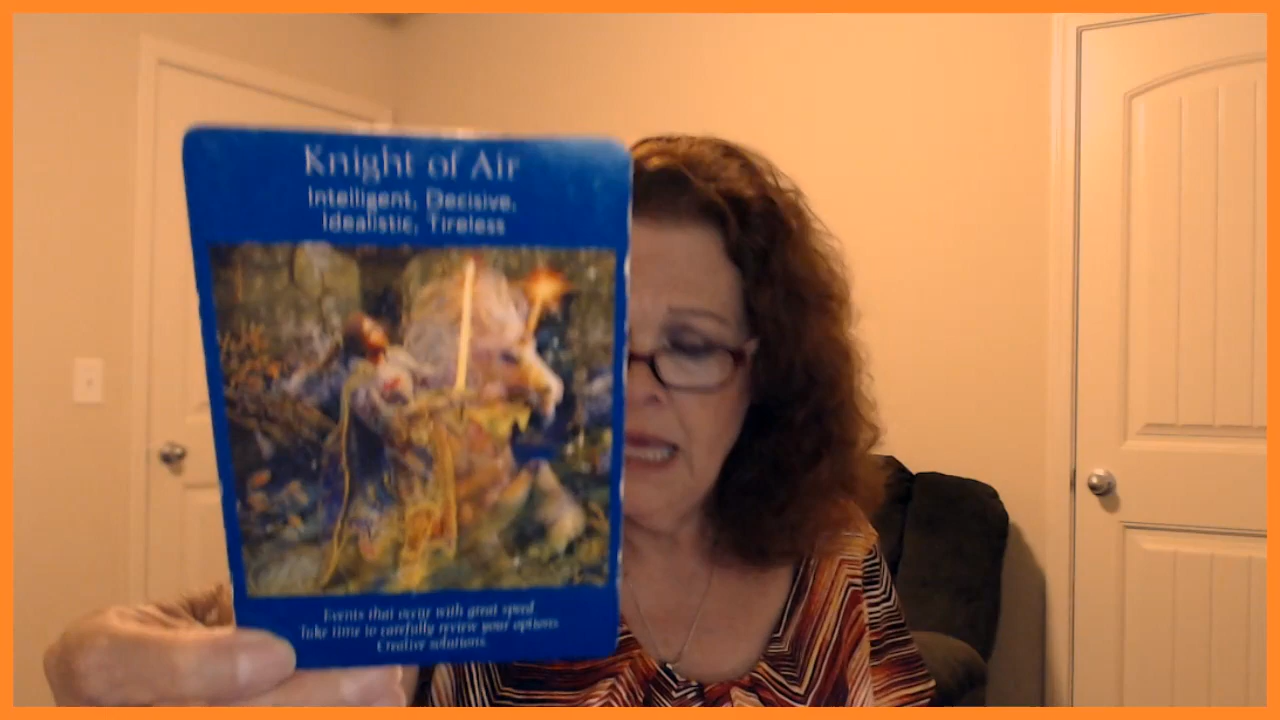 Knight of Air
Intelligent, Decisive,
Idealistic, Tireless
Events that occur with great speed
Take time to carefully review your options
Creative solutions.